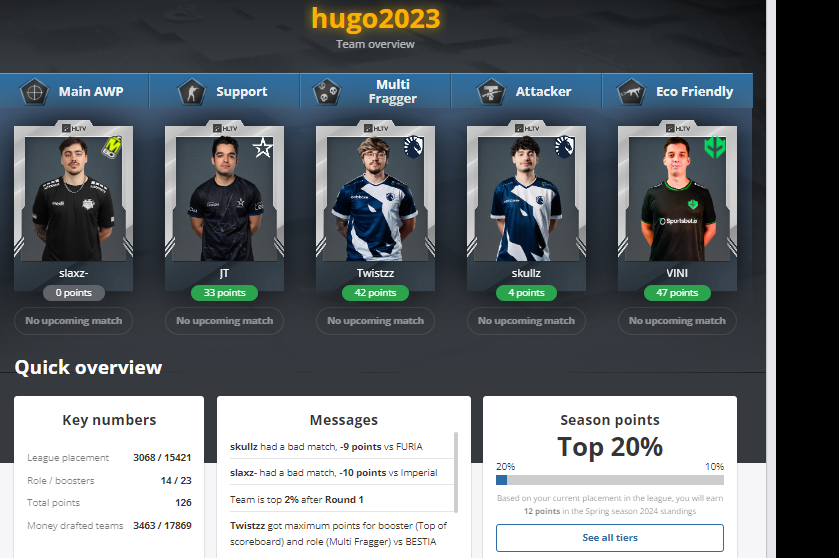 hugo2023
Team overview
Main AWP
Support
Multi
Fragger
Attacker
Eco Friendly
HLTV
HLTV
HLTV
HLTV
HLTV
Sportsbet.io
slaxz-
JT
Twistzz
skullz
VINI
0 points
33 points
42 points
4 points
47 points
No upcoming match
No upcoming match
No upcoming match
No upcoming match
No upcoming match
Quick overview
Key numbers
League placement 3068 / 15421
Role / boosters 14 / 23
Total points 126
Money drafted teams 3463 / 17869
Messages
skullz had a bad match, -9 points vs FURIA
slaxz- had a bad match, -10 points vs Imperial
Team is top 2% after Round 1
Twistzz got maximum points for booster (Top of
scoreboard) and role (Multi Fragger) vs BESTIA
Season points
Top 20%
20% 10%
Based on your current placement in the league, you will earn
12 points in the Spring season 2024 standings
See all tiers